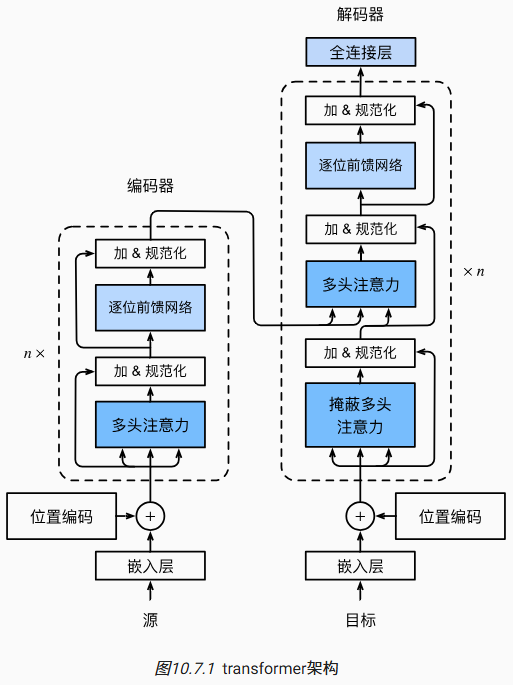 解码器
全连接层
加 & 规范化
逐位前馈网络
加 & 规范化
多头注意力
× n
加 & 规范化
掩蔽多头
注意力
位置编码
+
嵌入层
目标
编码器
加 & 规范化
逐位前馈网络
n ×
加 & 规范化
多头注意力
位置编码
+
嵌入层
源
图10.7.1 transformer架构